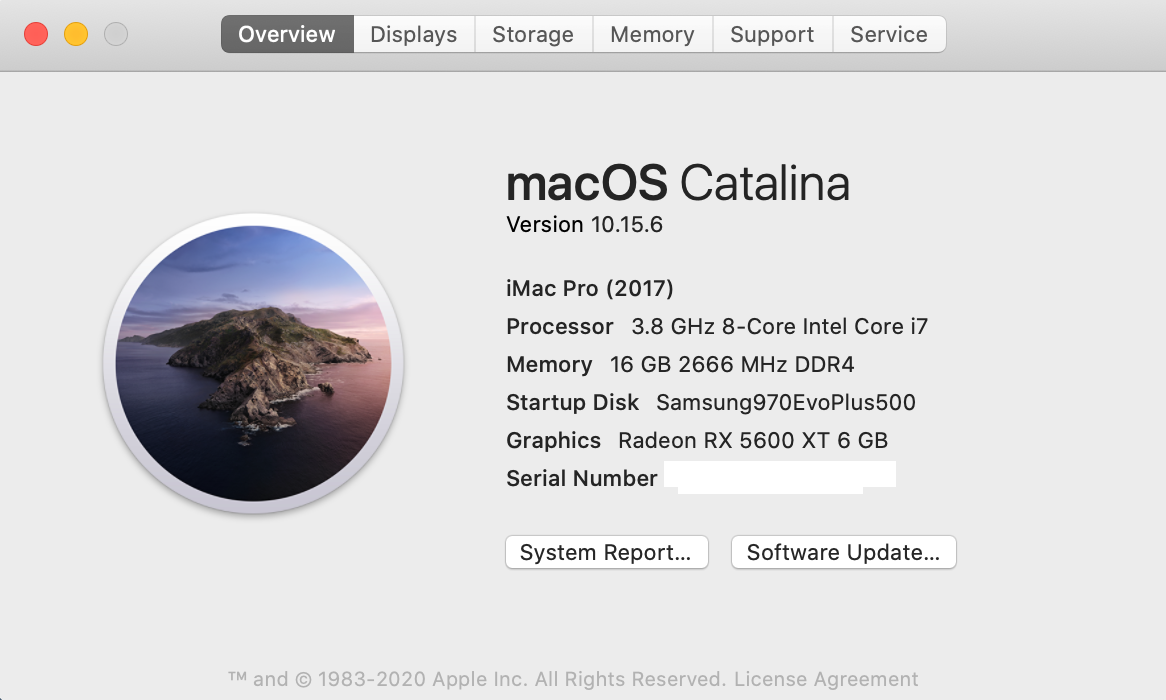 Overview Displays Storage Memory Support Service
macOS Catalina
Version 10.15.6
iMac Pro (2017)
Processor 3.8 GHz 8-Core Intel Core i7
Memory 16 GB 2666 MHz DDR4
Startup Disk Samsung970EvoPlus500
Graphics Radeon RX 5600 XT 6 GB
Serial Number
System Report... Software Update...
™ and © 1983-2020 Apple Inc. All Rights Reserved. License Agreement